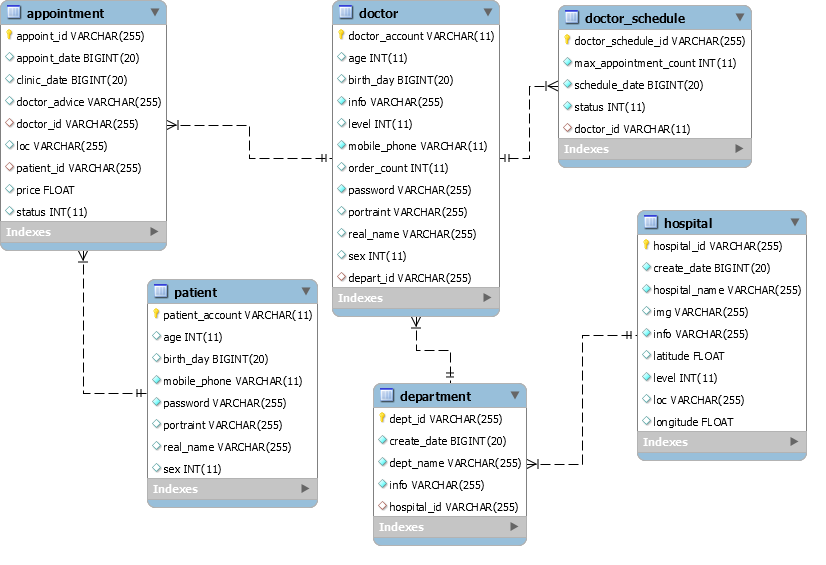 appointment
appoint_id VARCHAR(255)
appoint_date BIGINT(20)
clinic_date BIGINT(20)
doctor_advice VARCHAR(255)
doctor_id VARCHAR(255)
loc VARCHAR(255)
patient_id VARCHAR(255)
price FLOAT
status INT(11)
Indexes
doctor
doctor_account VARCHAR(11)
age INT(11)
birth_day BIGINT(20)
info VARCHAR(255)
level INT(11)
mobile_phone VARCHAR(11)
order_count INT(11)
password VARCHAR(255)
portraint VARCHAR(255)
real_name VARCHAR(255)
sex INT(11)
depart_id VARCHAR(255)
Indexes
doctor_schedule
doctor_schedule_id VARCHAR(255)
max_appointment_count INT(11)
schedule_date BIGINT(20)
status INT(11)
doctor_id VARCHAR(11)
Indexes
hospital
hospital_id VARCHAR(255)
create_date BIGINT(20)
hospital_name VARCHAR(255)
img VARCHAR(255)
info VARCHAR(255)
latitude FLOAT
level INT(11)
loc VARCHAR(255)
longitude FLOAT
Indexes
patient
patient_account VARCHAR(11)
age INT(11)
birth_day BIGINT(20)
mobile_phone VARCHAR(11)
password VARCHAR(255)
portraint VARCHAR(255)
real_name VARCHAR(255)
sex INT(11)
Indexes
department
dept_id VARCHAR(255)
create_date BIGINT(20)
dept_name VARCHAR(255)
info VARCHAR(255)
hospital_id VARCHAR(255)
Indexes